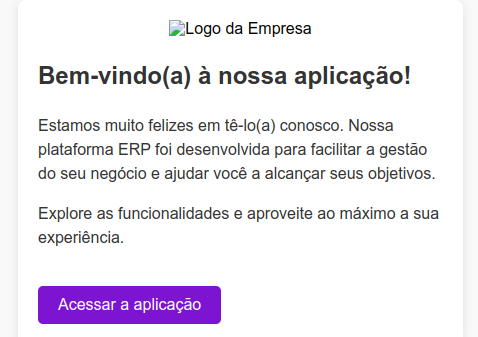 Logo da Empresa
Bem-vindo(a) à nossa aplicação!
Estamos muito felizes em tê-lo(a) conosco. Nossa
plataforma ERP foi desenvolvida para facilitar a gestão
do seu negócio e ajudar você a alcançar seus objetivos.
Explore as funcionalidades e aproveite ao máximo a sua
experiência.
Acessar a aplicação